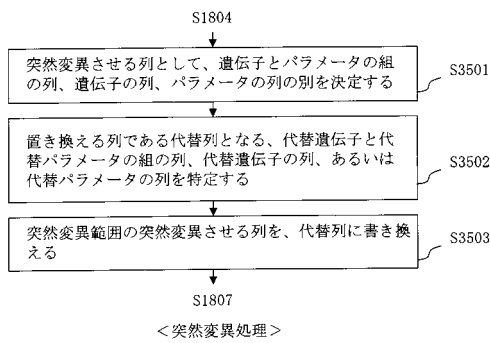 S1804
突然変異させる列として、遺伝子とパラメータの組
の列、遺伝子の列、パラメータの列の別を決定する
S3501
置き換える列である代替列となる、代替遺伝子と代
替パラメータの組の列、代替遺伝子の列、あるいは
代替パラメータの列を特定する
S3502
突然変異範囲の突然変異させる列を、代替列に書き換
える
S3503
S1807
＜突然変異処理＞